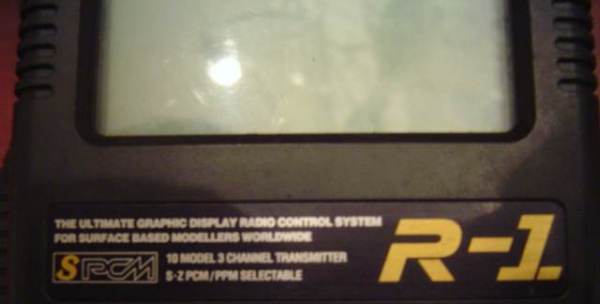 THE ULTIMATE GRAPHIC DISPLAY RADIO CONTROL SYSTEM
FOR SURFACE BASED MODELLERS WORLDWIDE
S PCM
10 MODEL 3 CHANNEL TRANSMITTER
S-Z PCM/PPM SELECTABLE
R-1